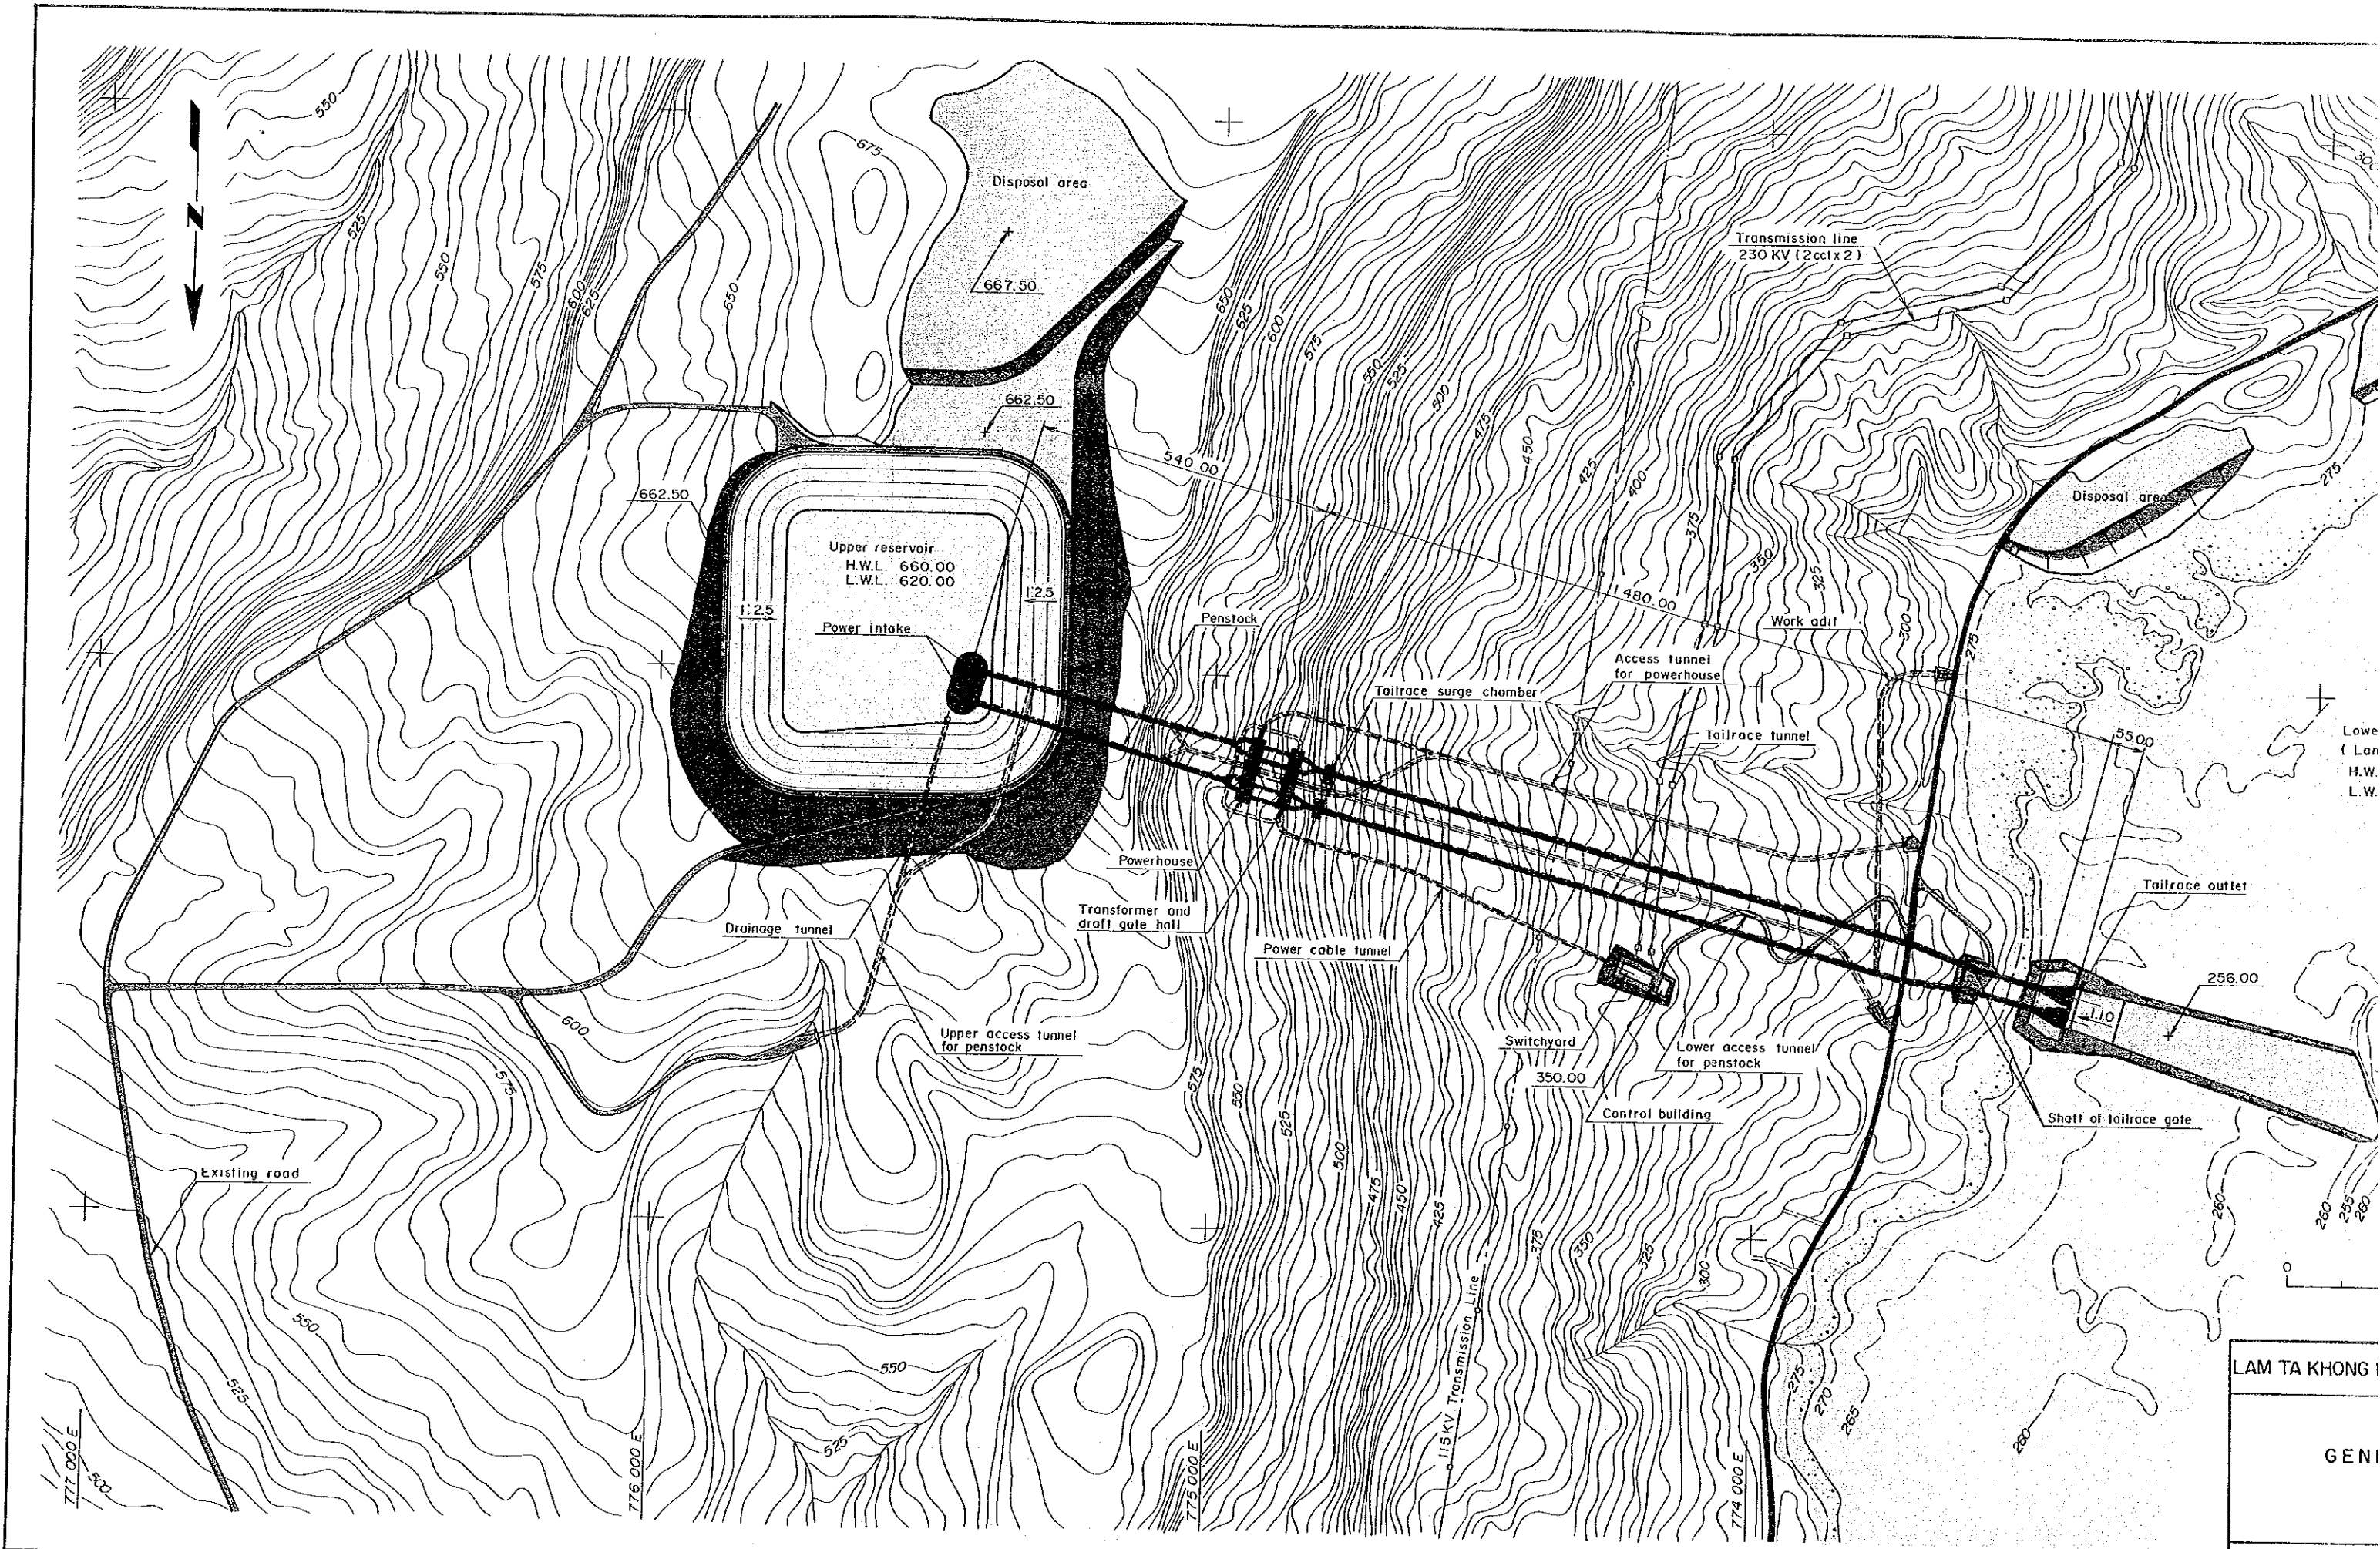 550
525
550
575
600
625
N
675
650
Disposal area
667.50
662.50
662.50
650
625
600
575
550
525
500
475
450
425
400
375
350
325
300
275
Transmission line
230 KV (2cct x 2)
540.00
1480.00
55.00
Disposal area
275
Upper reservoir
H.W.L. 660.00
L.W.L. 620.00
1:2.5
1:2.5
Power intake
Penstock
Work adit
Access tunnel
for powerhouse
Tailrace surge chamber
Tailrace tunnel
Lowe
( Lam
H.W.
L.W.
Powerhouse
Transformer and
draft gate hall
Drainage tunnel
Power cable tunnel
Tailrace outlet
256.00
1:10
Upper access tunnel
for penstock
Switchyard
350.00
Lower access tunnel
for penstock
Control building
Shaft of tailrace gate
600
575
Existing road
550
525
500
550
525
575
550
525
500
475
450
425
375
350
325
300
275
270
265
260
260
260
255
260
0
115KV Transmission Line
777 000 E
776 000 E
775 000 E
774 000 E
LAM TA KHONG
GENE